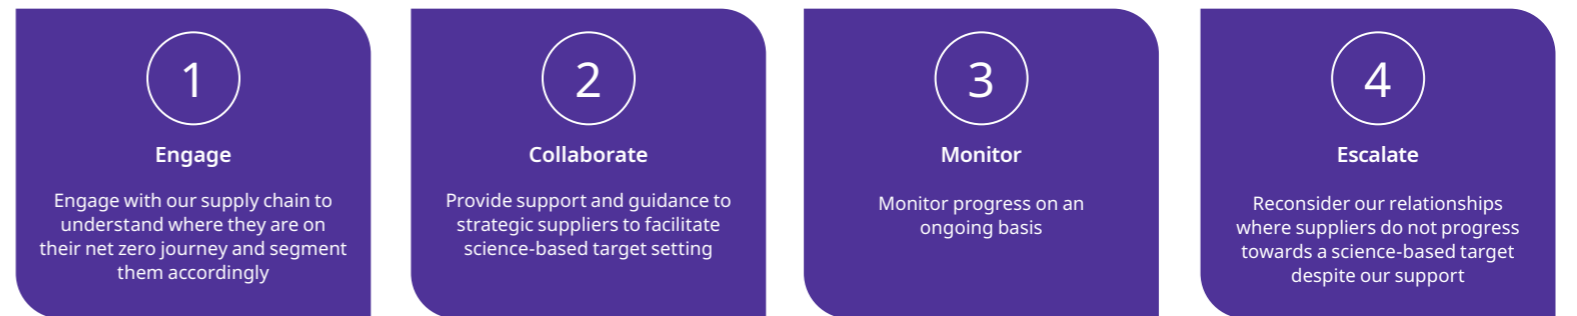 1
Engage
Engage with our supply chain to
understand where they are on
their net zero journey and segment
them accordingly
2
Collaborate
Provide support and guidance to
strategic suppliers to facilitate
science-based target setting
3
Monitor
Monitor progress on an
ongoing basis
4
Escalate
Reconsider our relationships
where suppliers do not progress
towards a science-based target
despite our support